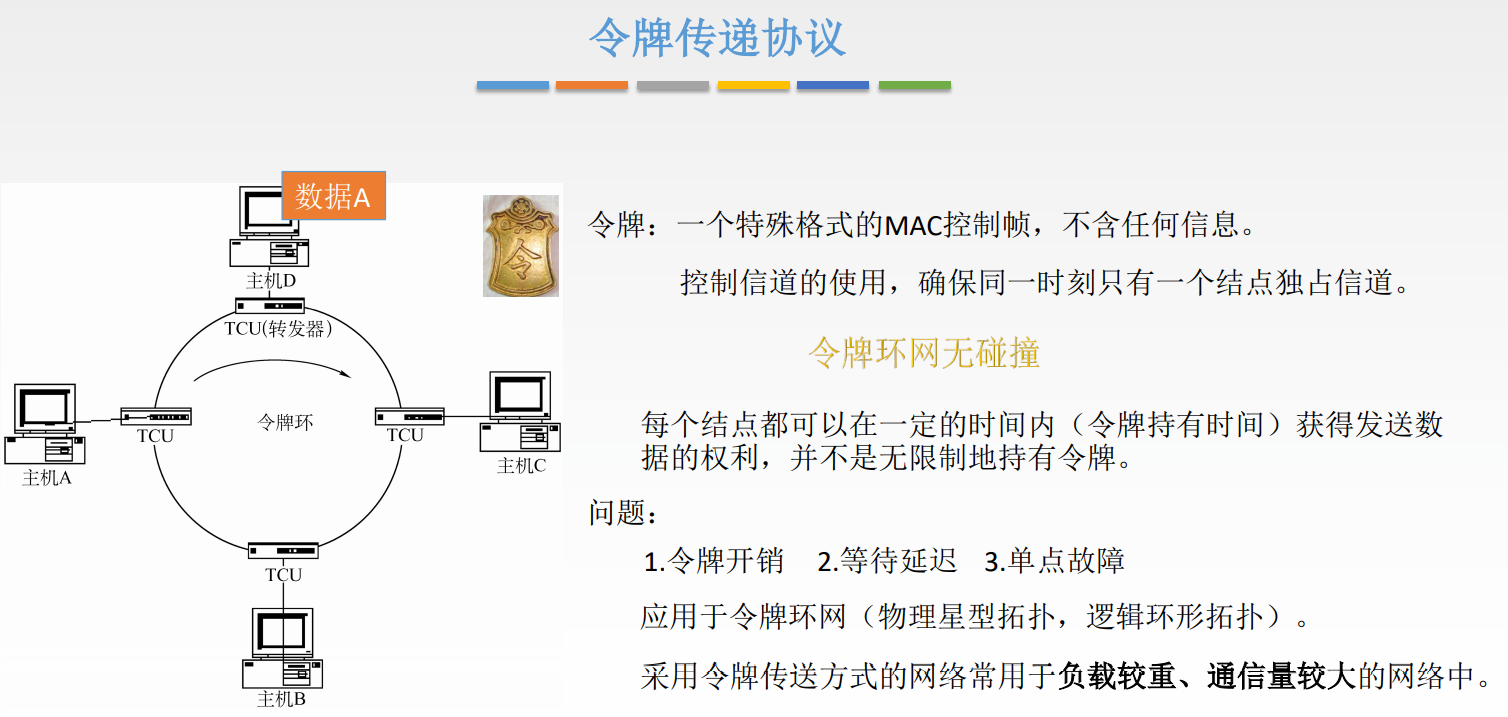 令牌传递协议
数据A
主机D
TCU(转发器)
令牌环
TCU
主机A
TCU
主机C
TCU
主机B
令
令牌：一个特殊格式的MAC控制帧，不含任何信息。
控制信道的使用，确保同一时刻只有一个结点独占信道。
令牌环网无碰撞
每个结点都可以在一定的时间内（令牌持有时间）获得发送数
据的权利，并不是无限制地持有令牌。
问题：
1.令牌开销 2.等待延迟 3.单点故障
应用于令牌环网（物理星型拓扑，逻辑环形拓扑）。
采用令牌传送方式的网络常用于负载较重、通信量较大的网络中。